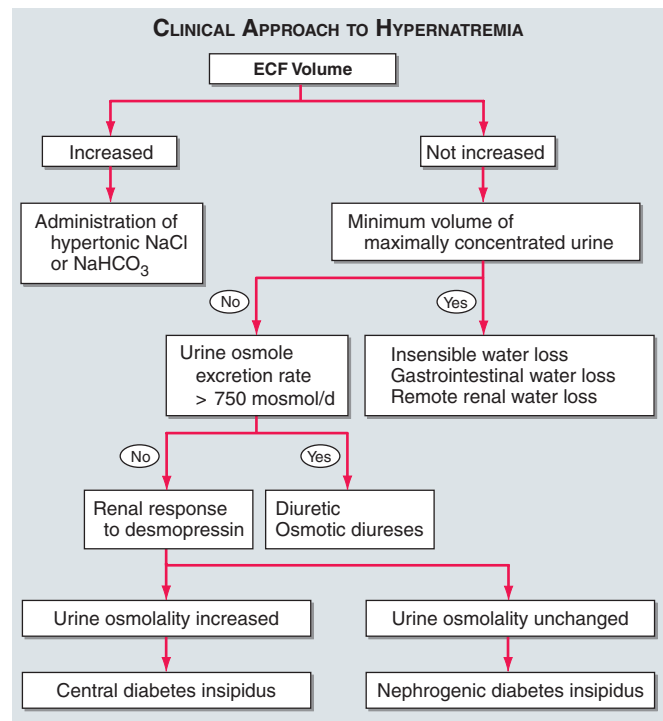 CLINICAL APPROACH TO HYPERNATREMIA
ECF Volume
Increased
Not increased
Administration of
hypertonic NaCl
or NaHCO₃
Minimum volume of
maximally concentrated urine
No
Yes
Urine osmole
excretion rate
> 750 mosmol/d
Insensible water loss
Gastrointestinal water loss
Remote renal water loss
No
Yes
Renal response
to desmopressin
Diuretic
Osmotic diureses
Urine osmolality increased
Urine osmolality unchanged
Central diabetes insipidus
Nephrogenic diabetes insipidus